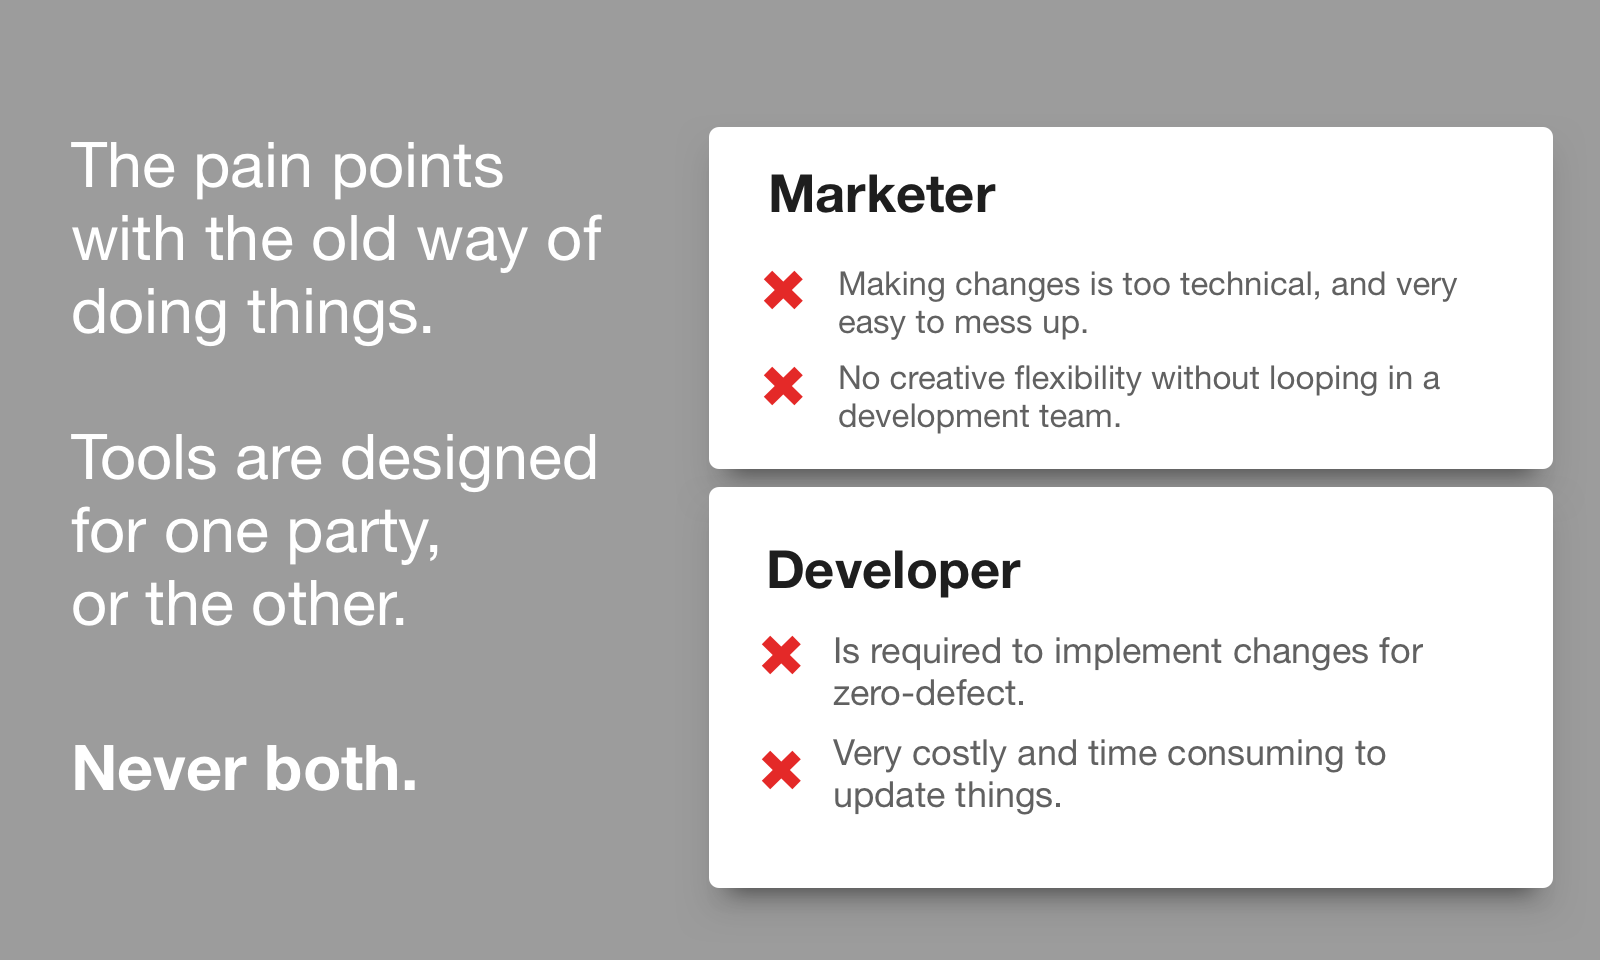 The pain points
with the old way of
doing things.
Tools are designed
for one party,
or the other.
Never both.
Marketer
Making changes is too technical, and very
easy to mess up.
No creative flexibility without looping in a
development team.
Developer
Is required to implement changes for
zero-defect.
Very costly and time consuming to
update things.